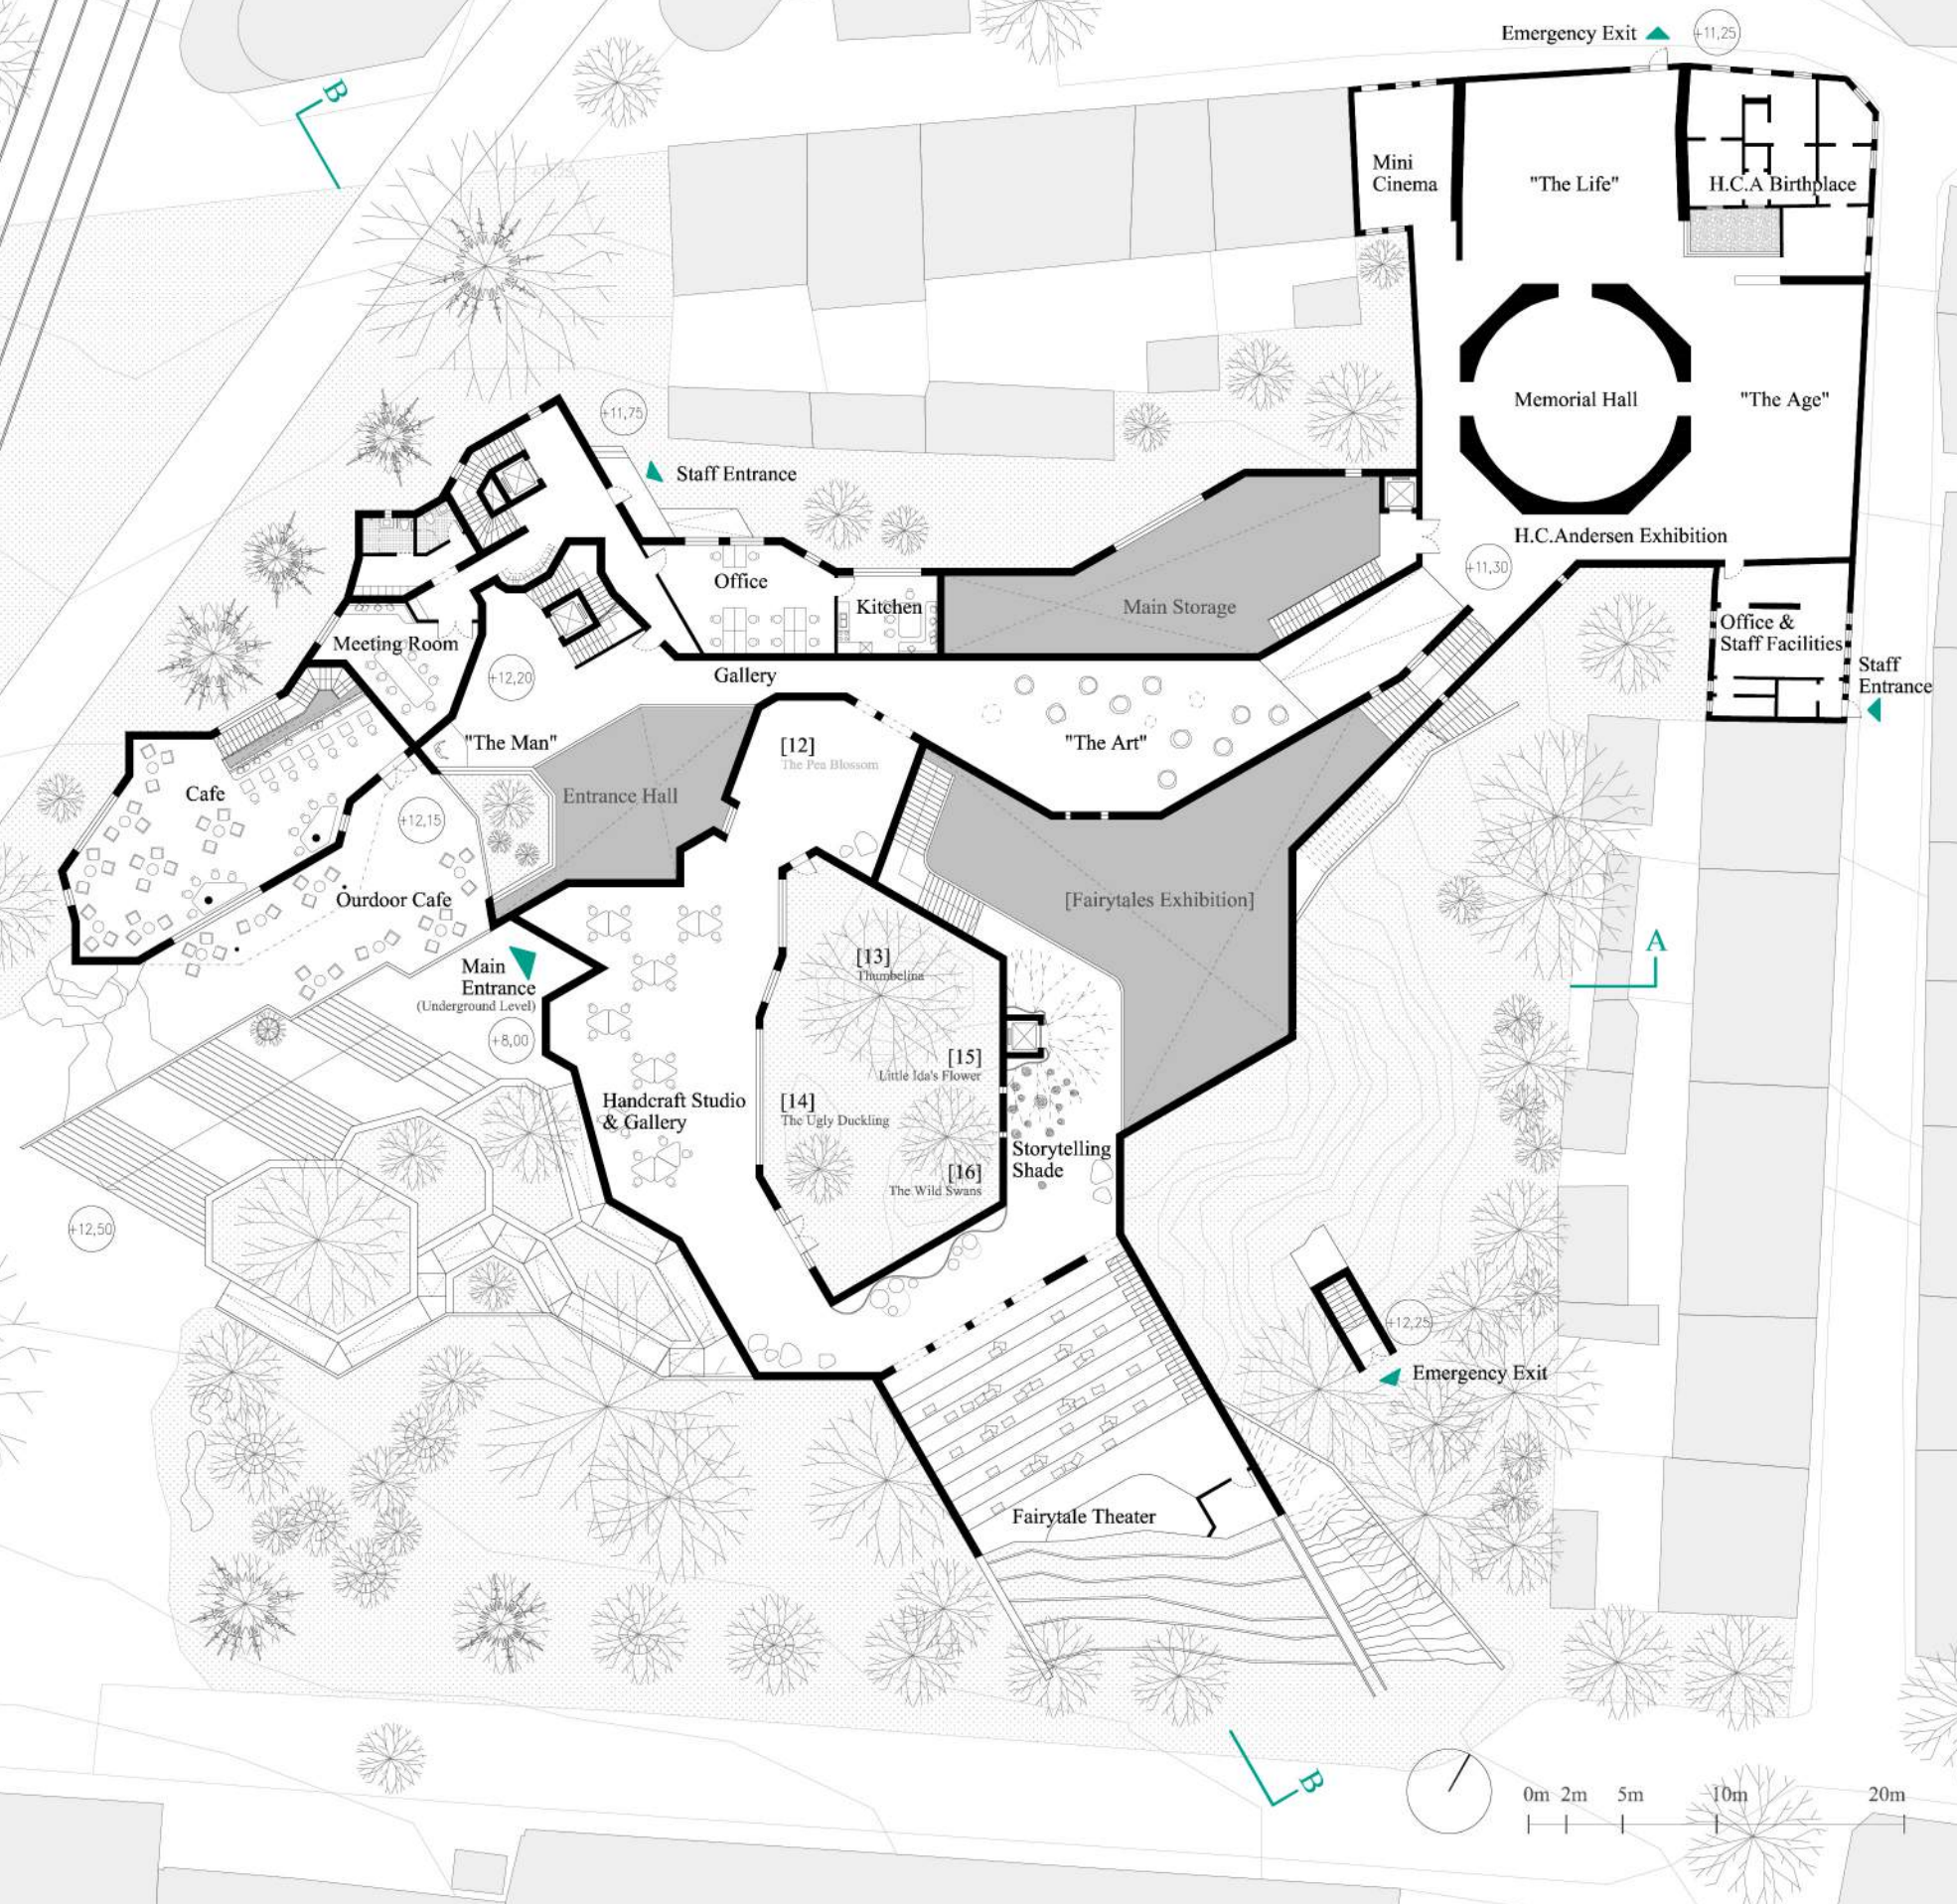 Emergency Exit
+11,25
B
Mini
Cinema
"The Life"
H.C.A Birthplace
Memorial Hall
"The Age"
+11,75
Staff Entrance
H.C.Andersen Exhibition
+11,30
Office
Kitchen
Main Storage
Office &
Staff Facilities
Staff
Entrance
Meeting Room
+12,20
Gallery
"The Man"
[12]
The Pea Blossom
"The Art"
Cafe
Entrance Hall
+12,15
Ourdoor Cafe
[Fairytales Exhibition]
A
Main
Entrance
(Underground Level)
+8,00
[13]
Thumbelina
[15]
Little Ida's Flower
Handcraft Studio
& Gallery
[14]
The Ugly Duckling
Storytelling
Shade
[16]
The Wild Swans
+12,50
+12,25
Emergency Exit
Fairytale Theater
B
0m 2m 5m 10m 20m